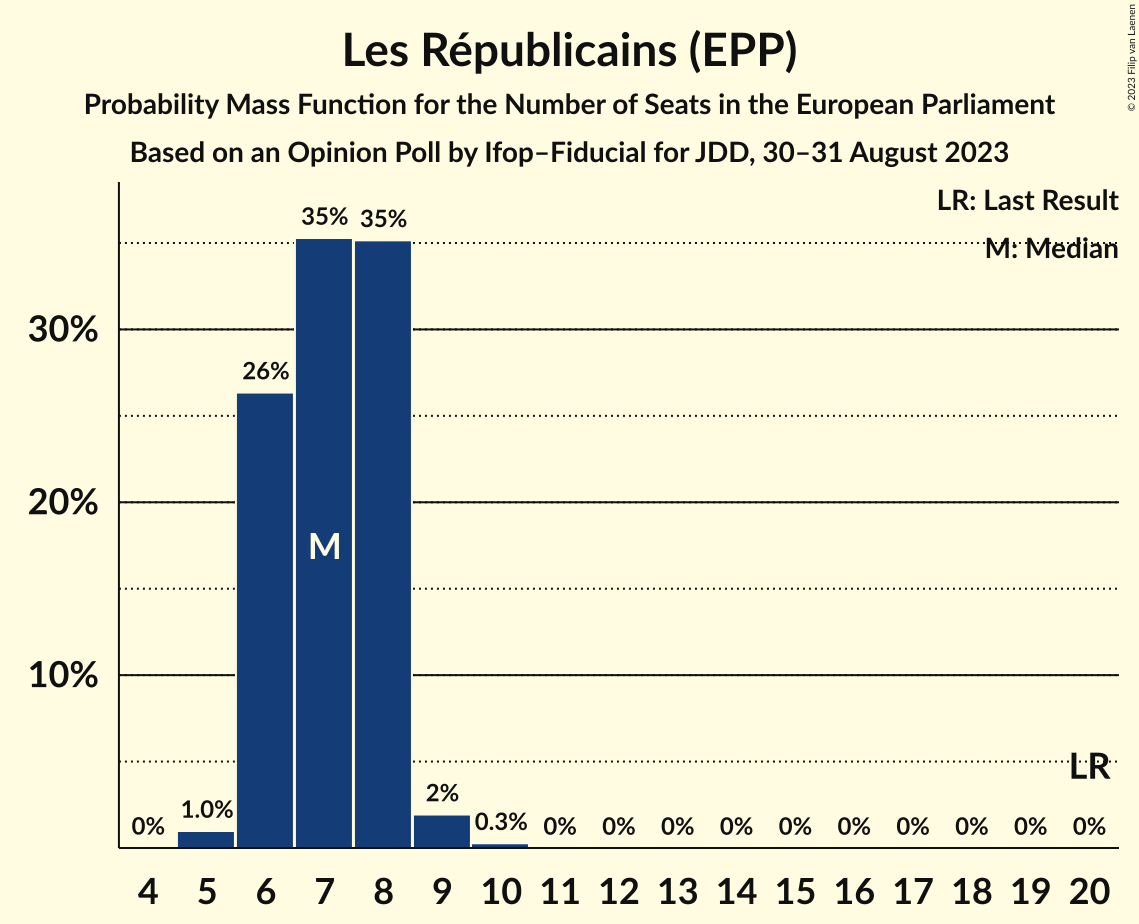 Les Républicains (EPP)
Probability Mass Function for the Number of Seats in the European Parliament
Based on an Opinion Poll by Ifop–Fiducial for JDD, 30–31 August 2023
© 2023 Filip van Laenen
LR: Last Result
M: Median
35% 35%
30%
26%
20%
M
10%
LR
0% 1.0% 2% 0.3% 0% 0% 0% 0% 0% 0% 0% 0% 0% 0%
4 5 6 7 8 9 10 11 12 13 14 15 16 17 18 19 20